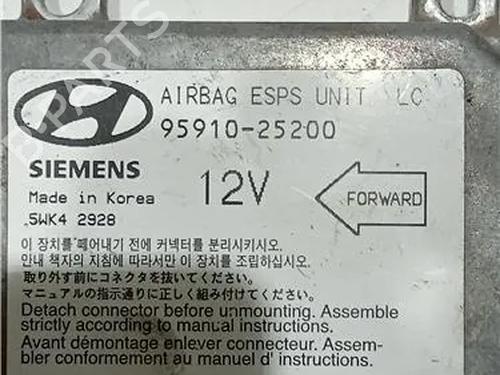 AIRBAG ESPS UNIT LC
95910-25200
SIEMENS
Made in Korea
5WK4 2928
12V
FORWARD
이 장치를 떼어내기 전에 커넥터를 분리시키시오.
안내 책자의 지침에 따라서만 이 장치를 조립하십시오.
取り外す前にコネクタを抜いてください。
マニュアルの指示通りに正しく組み付けてください。
Detach connector before unmounting. Assemble
strictly according to manual instructions.
Avant démontage enlever connecteur. Assem-
bler conformement au manuel d' instructions.